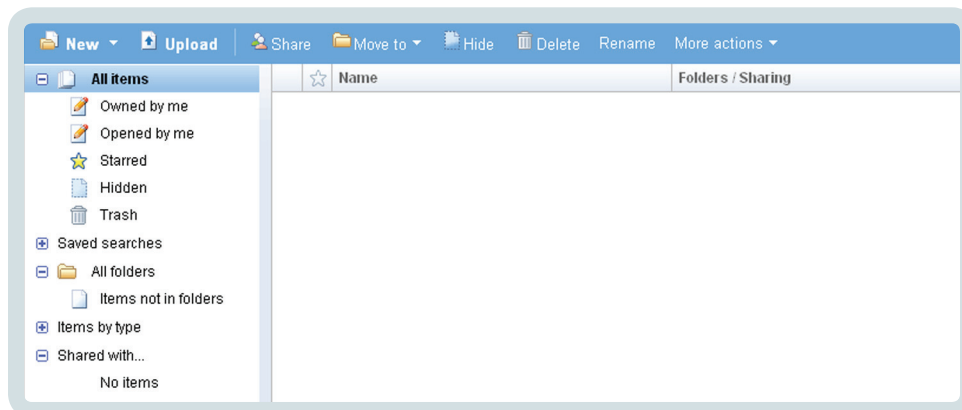 New Upload Share Move to Hide Delete Rename More actions
All items Name Folders / Sharing
Owned by me
Opened by me
Starred
Hidden
Trash
Saved searches
All folders
Items not in folders
Items by type
Shared with...
No items